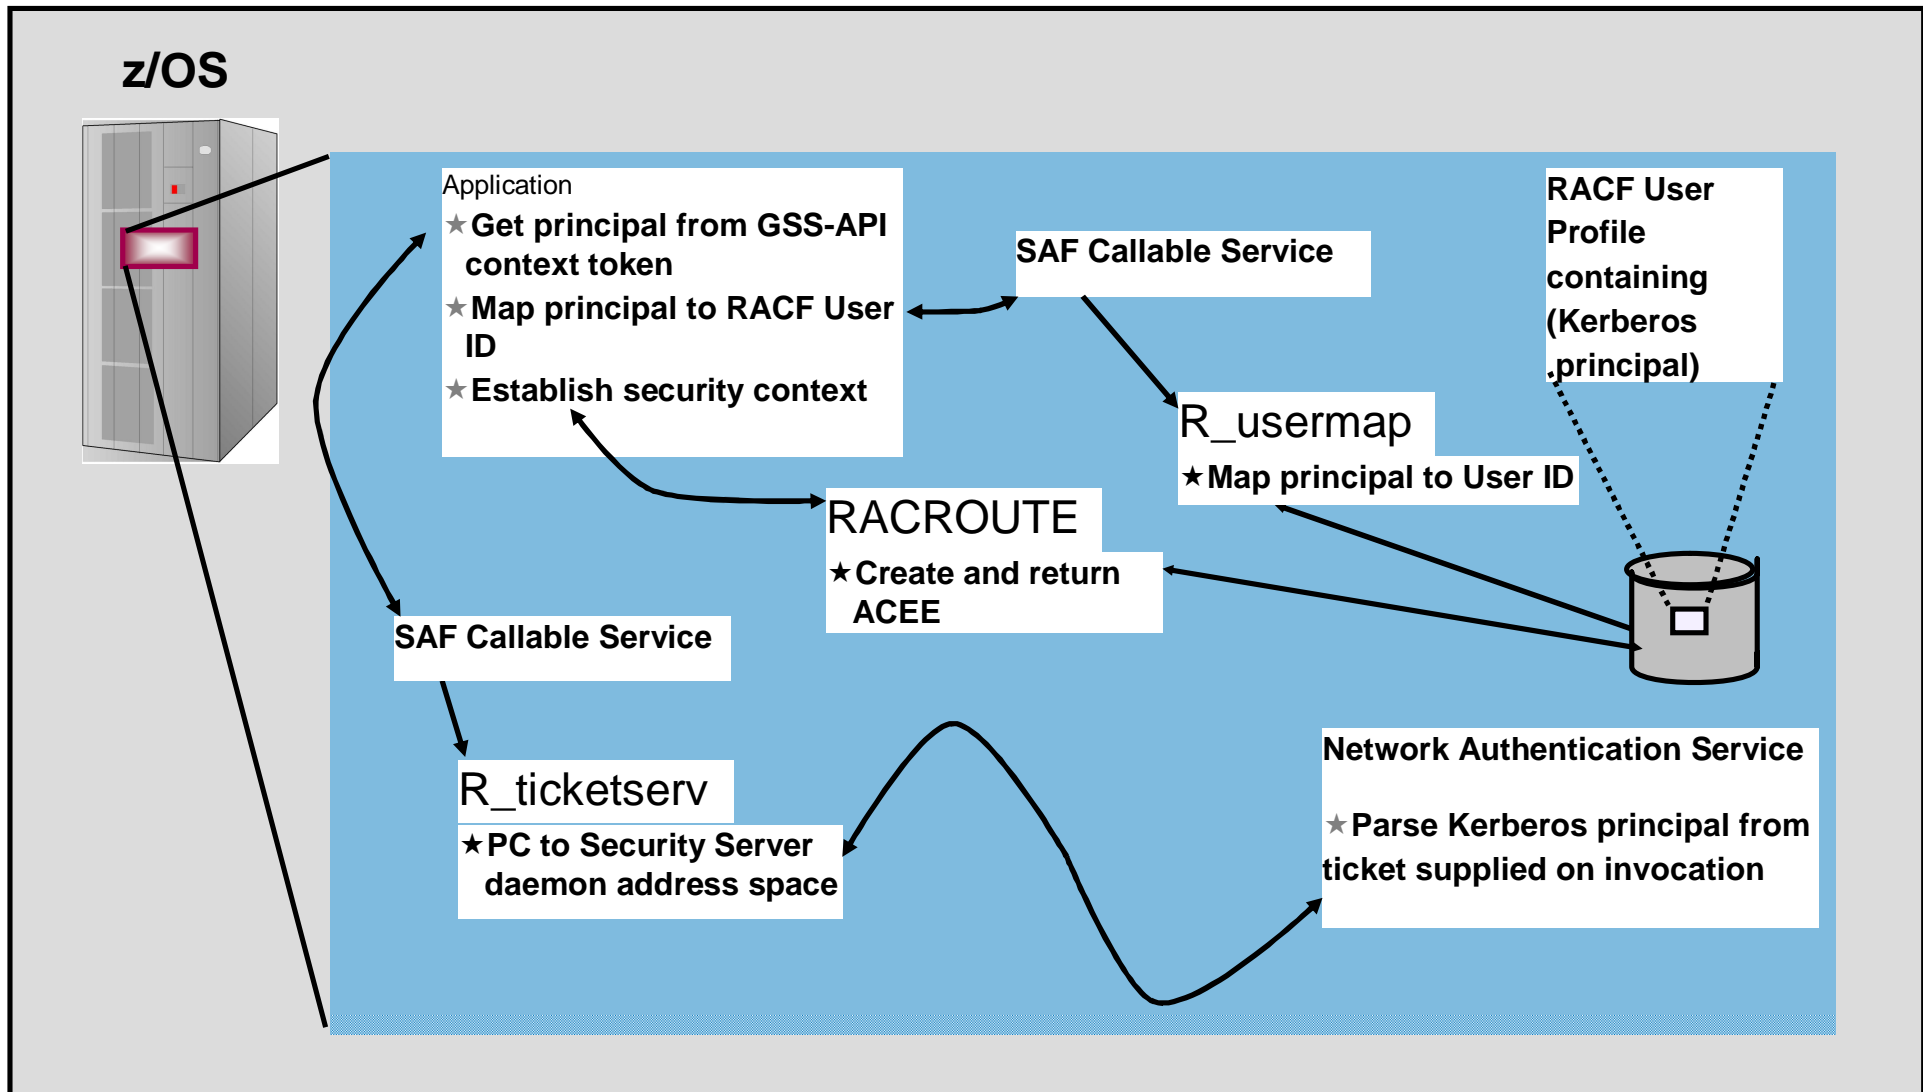 z/OS
Application
★Get principal from GSS-API
context token
★Map principal to RACF User
ID
★Establish security context
SAF Callable Service
RACF User
Profile
containing
(Kerberos
principal)
R_usermap
★Map principal to User ID
RACROUTE
★Create and return
ACEE
SAF Callable Service
R_ticketserv
★PC to Security Server
daemon address space
Network Authentication Service
★Parse Kerberos principal from
ticket supplied on invocation